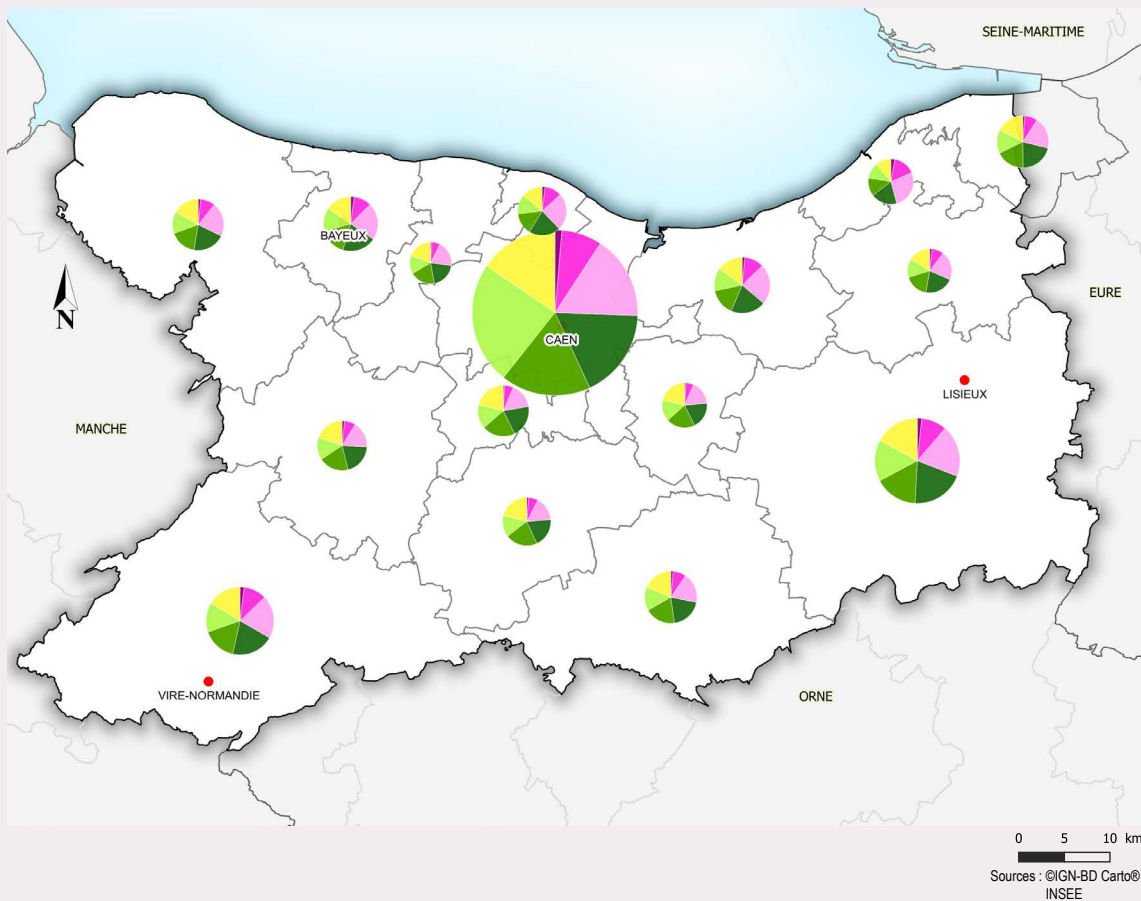 SEINE-MARITIME
BAYEUX
EURE
N
CAEN
LISIEUX
MANCHE
VIRE-NORMANDIE
ORNE
0 5 10 km
Sources : ©IGN-BD Carto®
INSEE